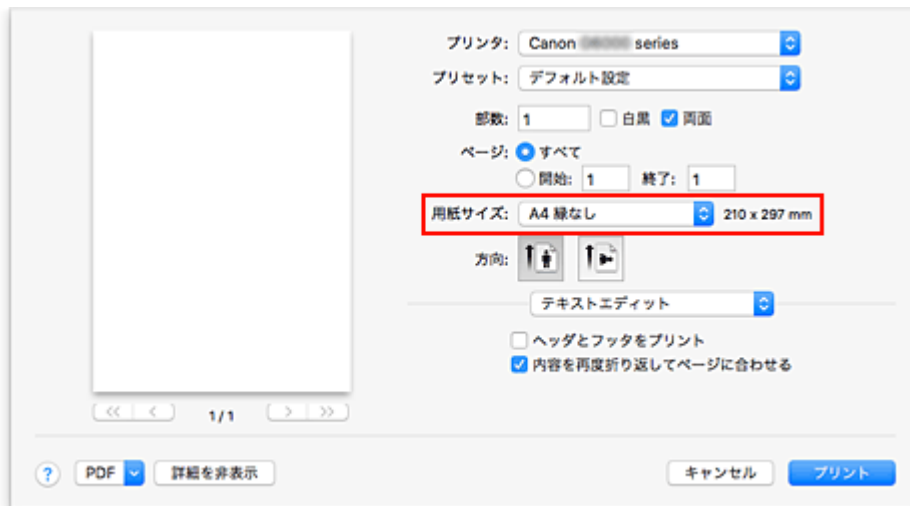 プリンタ: Canon series
プリセット: デフォルト設定
部数: 1 白黒 両面
ページ: すべて
開始: 1 終了: 1
用紙サイズ: A4 縁なし 210 x 297 mm
方向:
テキストエディット
ヘッダとフッタをプリント
内容を再度折り返してページに合わせる
1/1
? PDF 詳細を非表示 キャンセル プリント